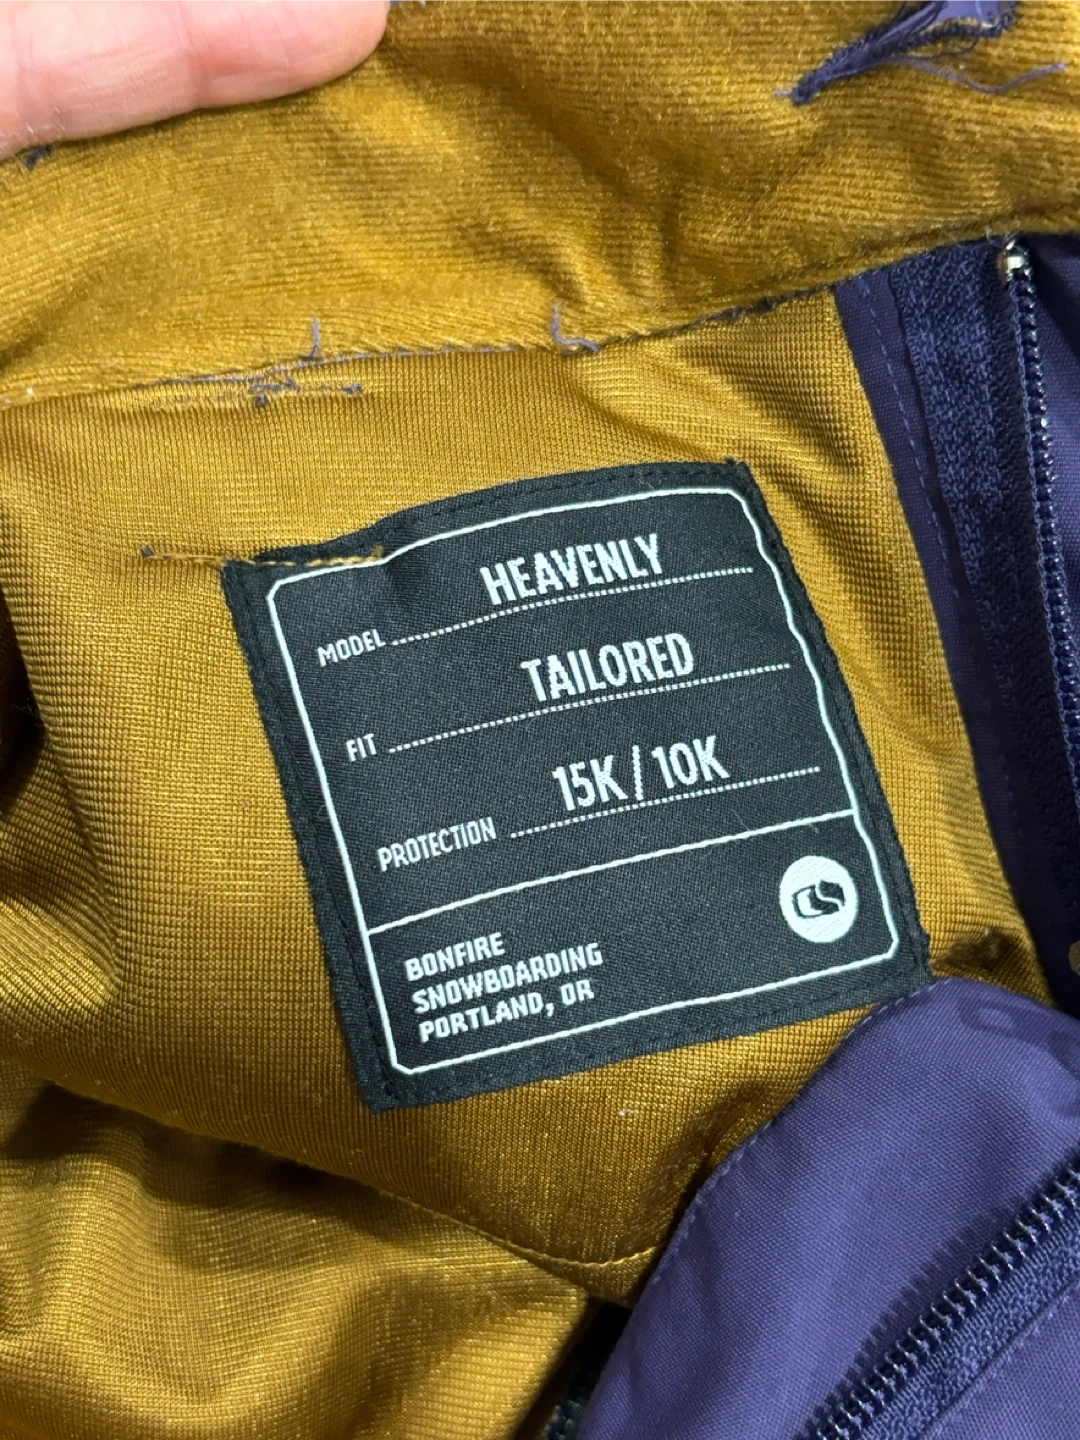 HEAVENLY
MODEL
TAILORED
FIT
15K / 10K
PROTECTION
BONFIRE
SNOWBOARDING
PORTLAND, OR